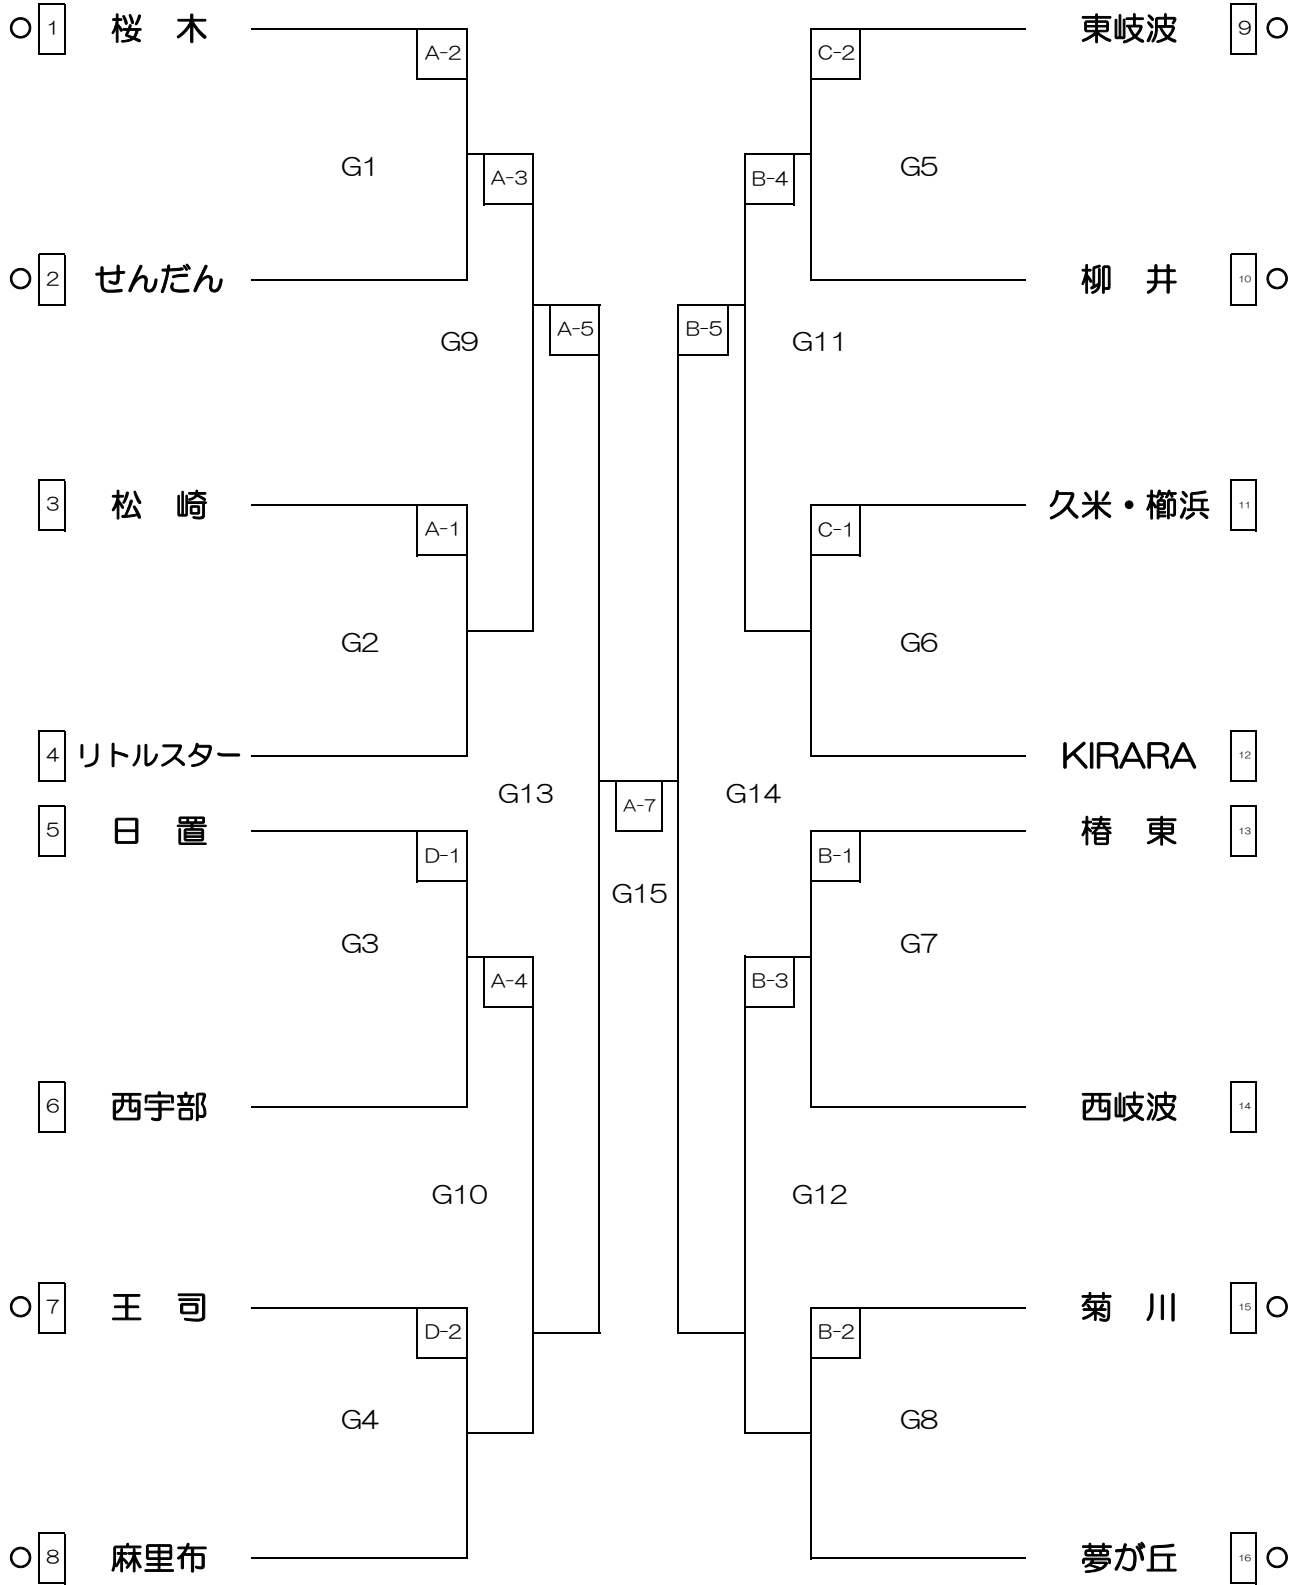 ○ 1 桜　木 A-2 C-2 東岐波 9 ○
G1 A-3 B-4 G5
○ 2 せんだん 柳　井 10 ○
G9 A-5 B-5 G11
3 松　崎 A-1 C-1 久米・櫛浜 11
G2 G6
4 リトルスター KIRARA 12
G13 A-7 G14
5 日　置 D-1 B-1 椿　東 13
G15
G3 A-4 B-3 G7
6 西宇部 西岐波 14
G10 G12
○ 7 王　司 D-2 B-2 菊　川 15 ○
G4 G8
○ 8 麻里布 夢が丘 16 ○